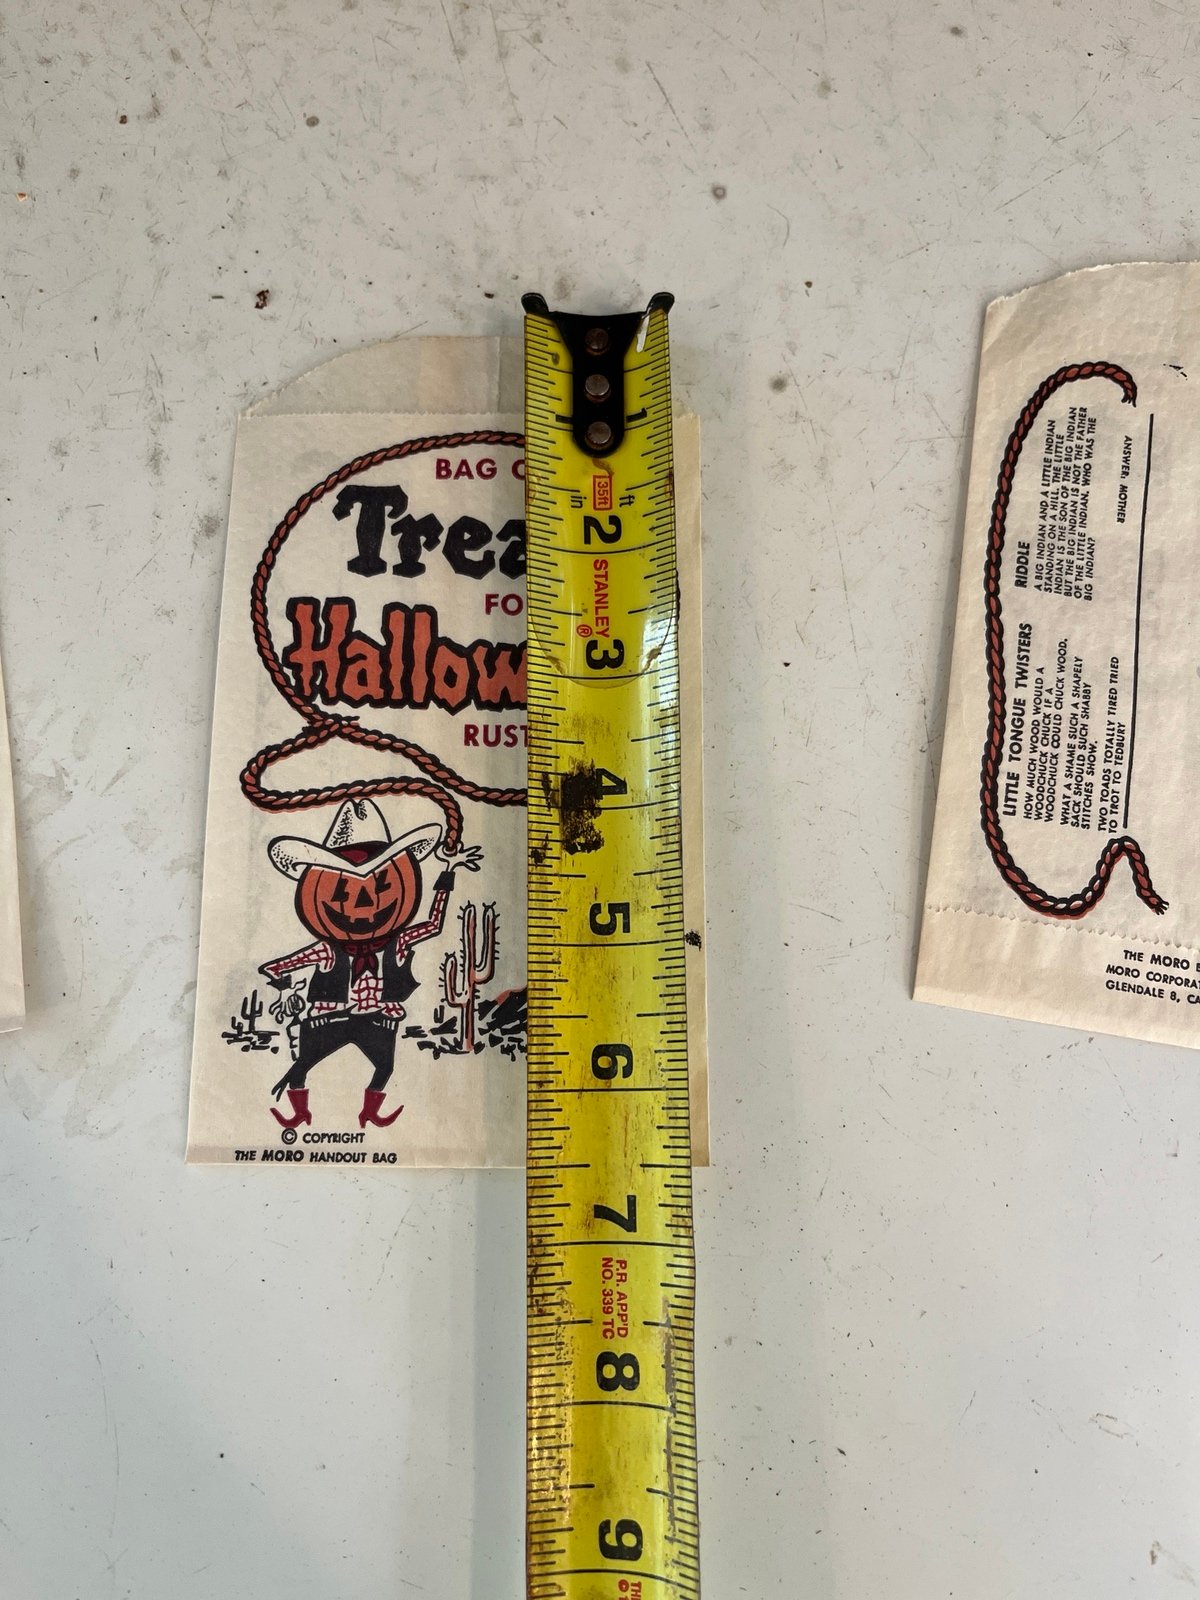 BAG O
Trea
FO
Hallow
RUST
© COPYRIGHT
THE MORO HANDOUT BAG
1
1
35ft
in
ft
2
STANLEY®
3
4
5
6
7
P.R. APP'D
NO. 339 TC
8
9
RIDDLE
A BIG INDIAN AND A LITTLE INDIAN
STANDING ON A HILL. THE LITTLE
INDIAN IS THE SON OF THE BIG INDIAN
BUT THE BIG INDIAN IS NOT THE FATHER
OF THE LITTLE INDIAN. WHO WAS THE
BIG INDIAN?
ANSWER: MOTHER
LITTLE TONGUE TWISTERS
HOW MUCH WOOD WOULD A
WOODCHUCK CHUCK IF A
WOODCHUCK COULD CHUCK WOOD.
WHAT A SHAME SUCH A SHAPELY
SACK SHOULD SUCH SHABBY
STITCHES SHOW.
TWO TOADS TOTALLY TIRED TRIED
TO TROT TO TEDBURY
THE MORO
MORO CORPORAT
GLENDALE 8, CA